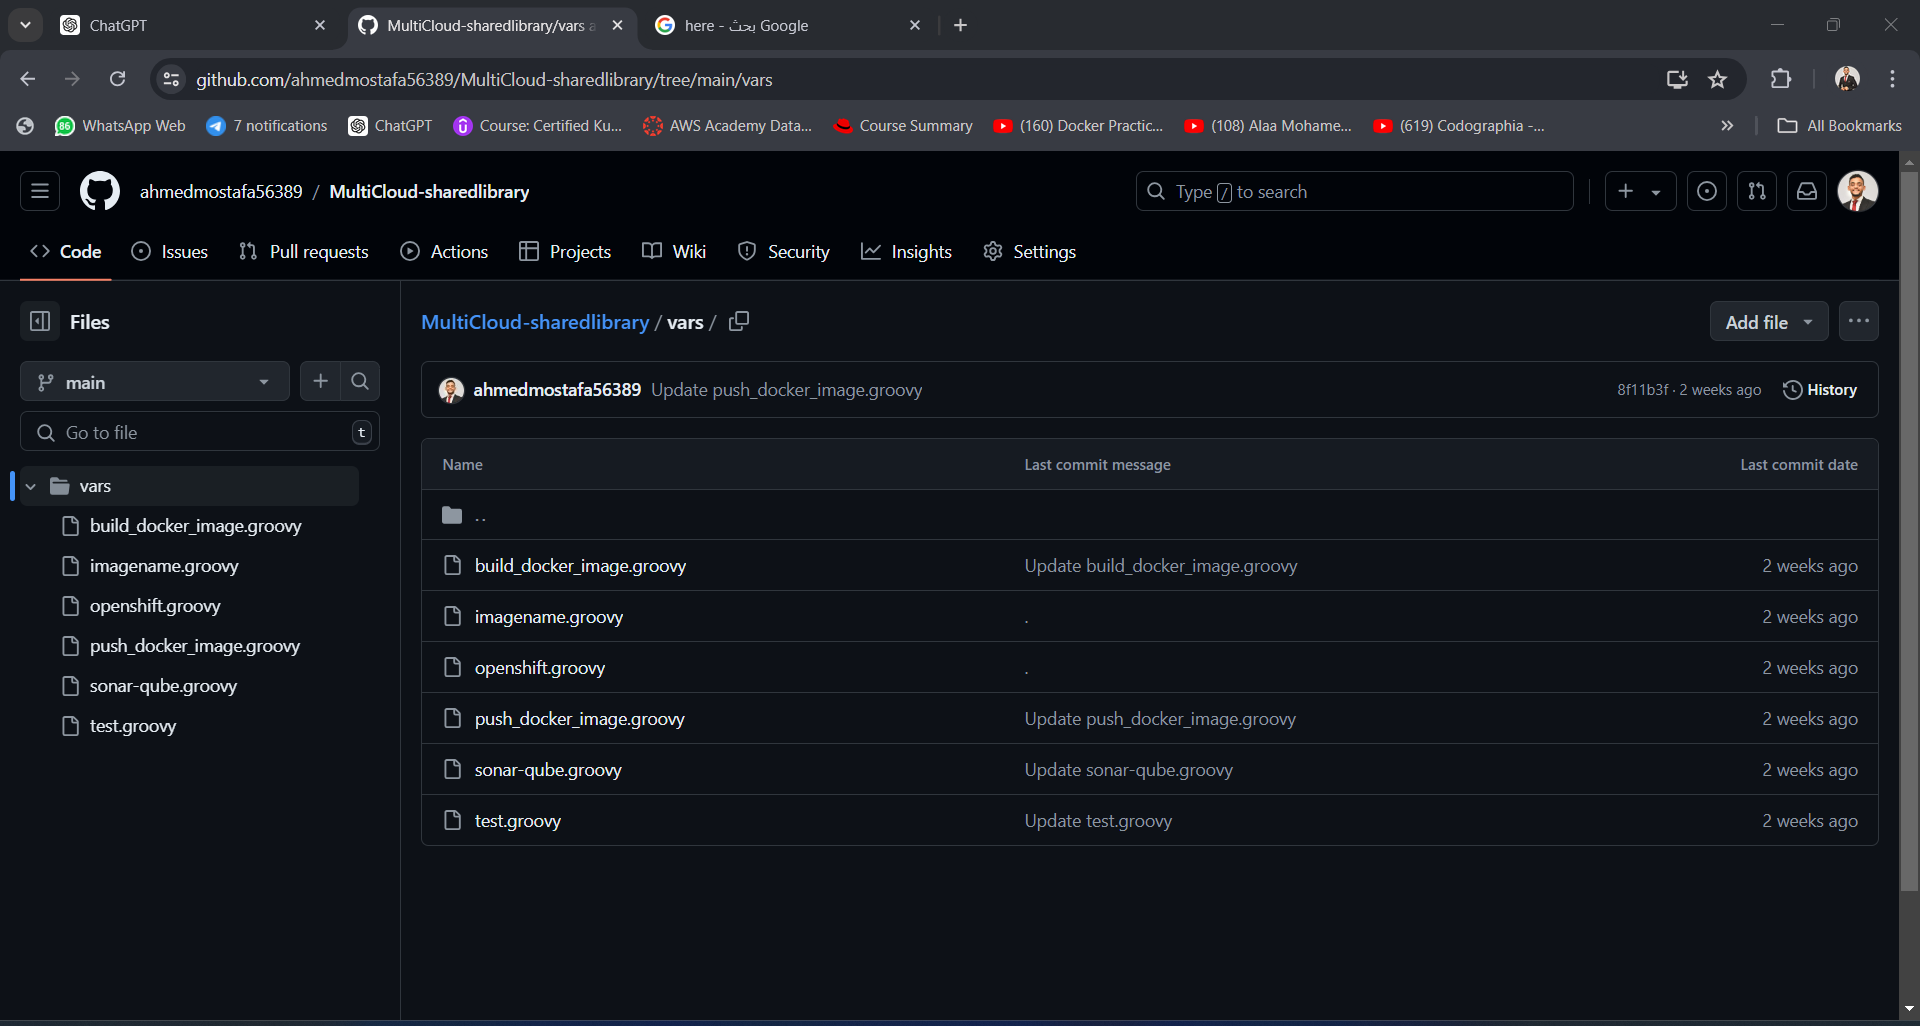 ChatGPT
MultiCloud-sharedlibrary/vars a
here - بحث Google
github.com/ahmedmostafa56389/MultiCloud-sharedlibrary/tree/main/vars
86 WhatsApp Web
7 notifications
ChatGPT
Course: Certified Ku...
AWS Academy Data...
Course Summary
(160) Docker Practic...
(108) Alaa Mohame...
(619) Codographia -...
All Bookmarks
ahmedmostafa56389 / MultiCloud-sharedlibrary
Type / to search
Code
Issues
Pull requests
Actions
Projects
Wiki
Security
Insights
Settings
Files
main
Go to file
t
vars
build_docker_image.groovy
imagename.groovy
openshift.groovy
push_docker_image.groovy
sonar-qube.groovy
test.groovy
MultiCloud-sharedlibrary / vars /
Add file
ahmedmostafa56389 Update push_docker_image.groovy
8f11b3f · 2 weeks ago
History
Name Last commit message Last commit date
..
build_docker_image.groovy Update build_docker_image.groovy 2 weeks ago
imagename.groovy . 2 weeks ago
openshift.groovy . 2 weeks ago
push_docker_image.groovy Update push_docker_image.groovy 2 weeks ago
sonar-qube.groovy Update sonar-qube.groovy 2 weeks ago
test.groovy Update test.groovy 2 weeks ago